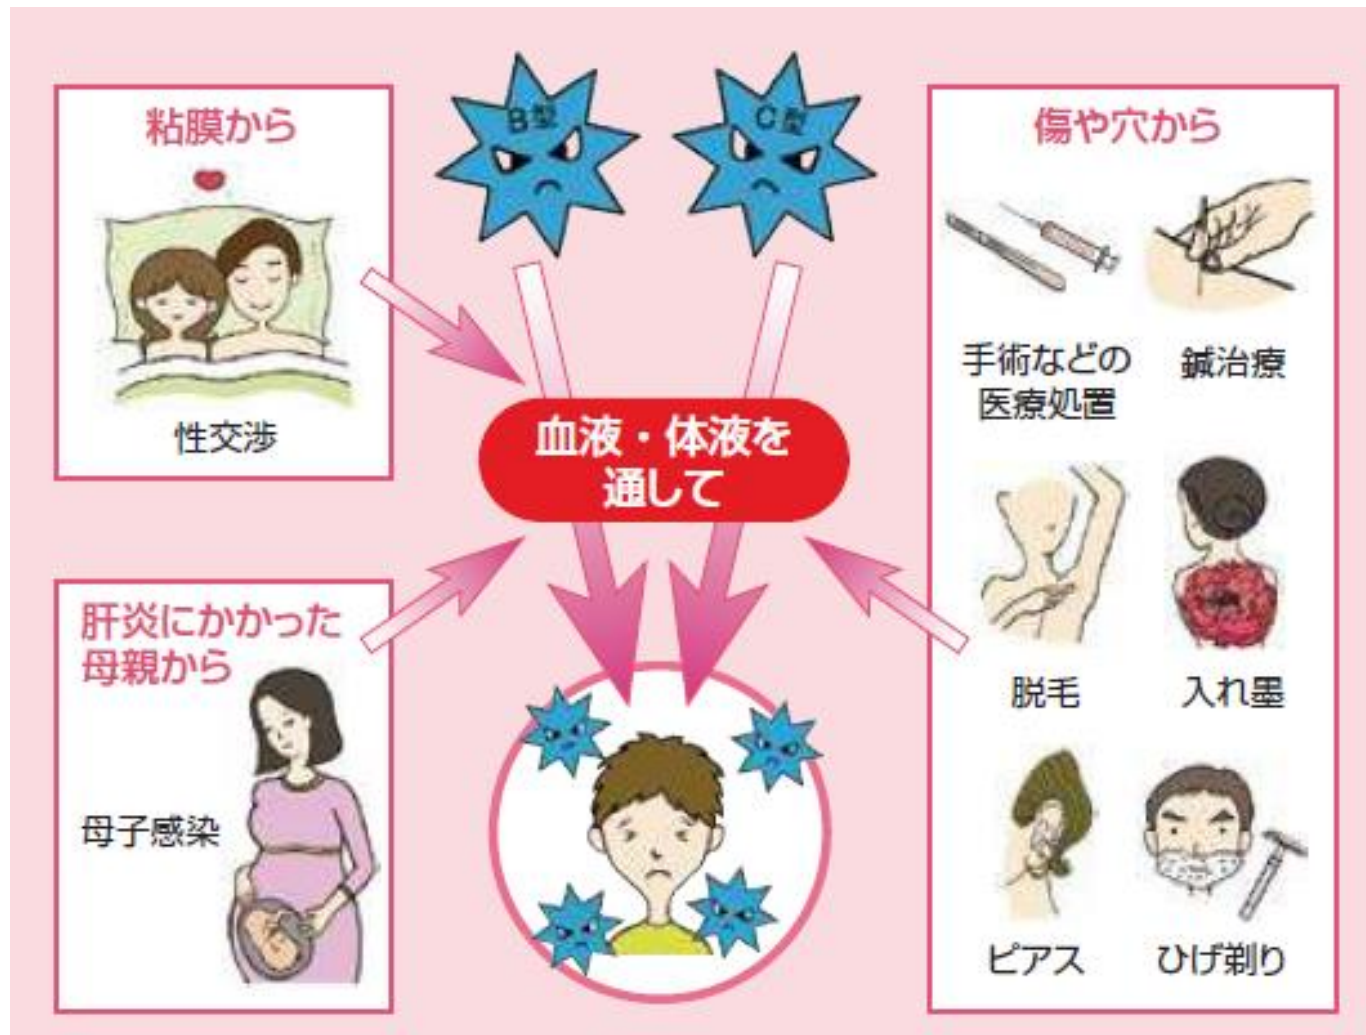 粘膜から
性交渉
B型
C型
血液・体液を
通して
肝炎にかかった
母親から
母子感染
傷や穴から
手術などの
医療処置
鍼治療
脱毛
入れ墨
ピアス
ひげ剃り